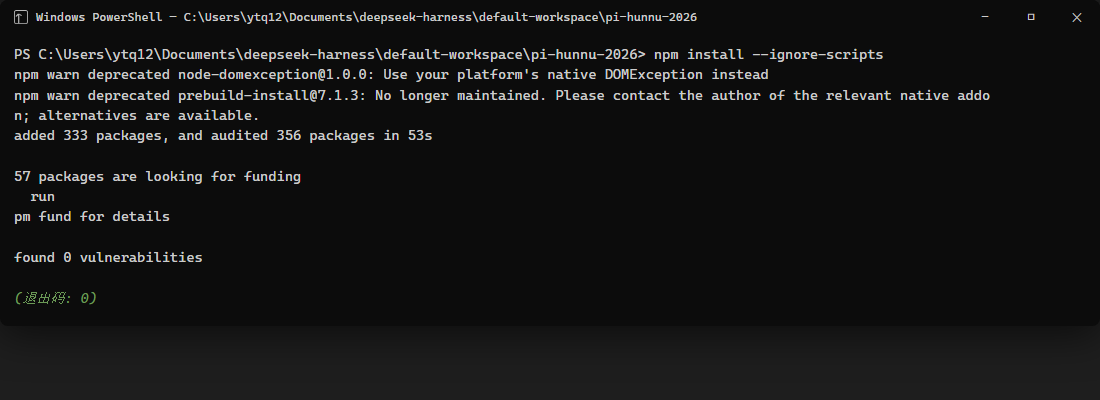 Windows PowerShell — C:\Users\ytq12\Documents\deepseek-harness\default-workspace\pi-hunnu-2026
PS C:\Users\ytq12\Documents\deepseek-harness\default-workspace\pi-hunnu-2026> npm install --ignore-scripts
npm warn deprecated node-domexception@1.0.0: Use your platform's native DOMException instead
npm warn deprecated prebuild-install@7.1.3: No longer maintained. Please contact the author of the relevant native addo
n; alternatives are available.
added 333 packages, and audited 356 packages in 53s
57 packages are looking for funding
run
pm fund for details
found 0 vulnerabilities
(退出码: 0)